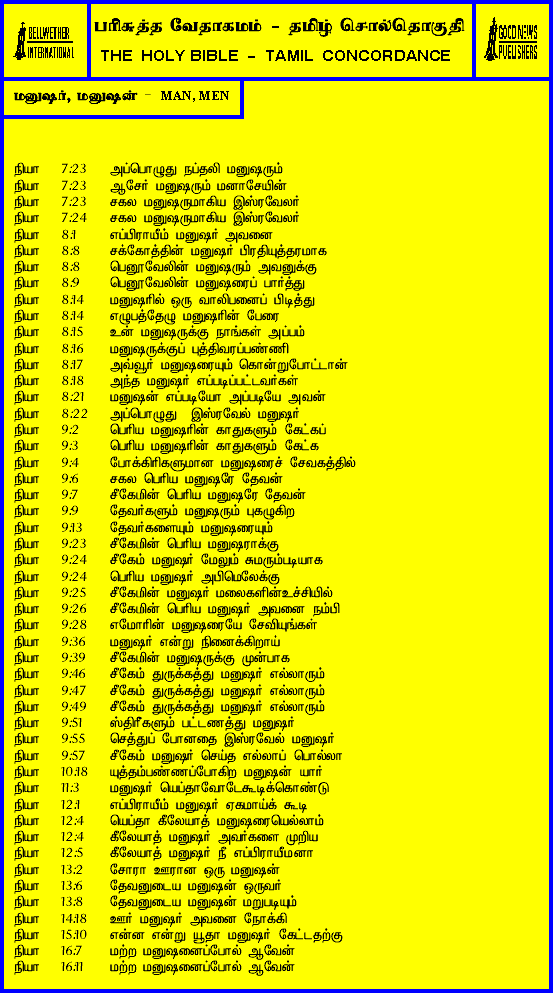 BELLWETHER
INTERNATIONAL
பரிசுத்த வேதாகமம் – தமிழ் சொல்தொகுதி
THE HOLY BIBLE – TAMIL CONCORDANCE
GOOD NEWS
PUBLISHERS
மனுஷர், மனுஷன் – MAN, MEN
நியா 7:23 அப்பொழுது நப்தலி மனுஷரும்
நியா 7:23 ஆசேர் மனுஷரும் மனாசேயின்
நியா 7:23 சகல மனுஷருமாகிய இஸ்ரவேலர்
நியா 7:24 சகல மனுஷருமாகிய இஸ்ரவேலர்
நியா 8:1 எப்பிராயீம் மனுஷர் அவனை
நியா 8:8 சக்கோத்தின் மனுஷர் பிரதியுத்தரமாக
நியா 8:8 பெனூவேலின் மனுஷரும் அவனுக்கு
நியா 8:9 பெனூவேலின் மனுஷரைப் பார்த்து
நியா 8:14 மனுஷரில் ஒரு வாலிபனைப் பிடித்து
நியா 8:14 எழுபத்தேழு மனுஷரின் பேரை
நியா 8:15 உன் மனுஷருக்கு நாங்கள் அப்பம்
நியா 8:16 மனுஷருக்குப் புத்திவரப்பண்ணி
நியா 8:17 அவ்வூர் மனுஷரையும் கொன்றுபோட்டான்
நியா 8:18 அந்த மனுஷர் எப்படிப்பட்டவர்கள்
நியா 8:21 மனுஷன் எப்படியோ அப்படியே அவன்
நியா 8:22 அப்பொழுது இஸ்ரவேல் மனுஷர்
நியா 9:2 பெரிய மனுஷரின் காதுகளும் கேட்கப்
நியா 9:3 பெரிய மனுஷரின் காதுகளும் கேட்க
நியா 9:4 போக்கிரிகளுமான மனுஷரைச் சேவகத்தில்
நியா 9:6 சகல பெரிய மனுஷரே தேவன்
நியா 9:7 சீகேமின் பெரிய மனுஷரே தேவன்
நியா 9:9 தேவர்களும் மனுஷரும் புகழுகிற
நியா 9:13 தேவர்களையும் மனுஷரையும்
நியா 9:23 சீகேமின் பெரிய மனுஷராக்கு
நியா 9:24 சீகேம் மனுஷர் மேலும் சுமரும்படியாக
நியா 9:24 பெரிய மனுஷர் அபிமெலேக்கு
நியா 9:25 சீகேமின் மனுஷர் மலைகளின்உச்சியில்
நியா 9:26 சீகேமின் பெரிய மனுஷர் அவனை நம்பி
நியா 9:28 எமோரின் மனுஷரையே சேவியுங்கள்
நியா 9:36 மனுஷர் என்று நினைக்கிறாய்
நியா 9:39 சீகேமின் மனுஷருக்கு முன்பாக
நியா 9:46 சீகேம் துருக்கத்து மனுஷர் எல்லாரும்
நியா 9:47 சீகேம் துருக்கத்து மனுஷர் எல்லாரும்
நியா 9:49 சீகேம் துருக்கத்து மனுஷர் எல்லாரும்
நியா 9:51 ஸ்திரீகளும் பட்டணத்து மனுஷர்
நியா 9:55 செத்துப் போனதை இஸ்ரவேல் மனுஷர்
நியா 9:57 சீகேம் மனுஷர் செய்த எல்லாப் பொல்லா
நியா 10:18 யுத்தம்பண்ணப்போகிற மனுஷன் யார்
நியா 11:3 மனுஷர் யெப்தாவோடேகூடிக்கொண்டு
நியா 12:1 எப்பிராயீம் மனுஷர் ஏகமாய்க் கூடி
நியா 12:4 யெப்தா கீலேயாத் மனுஷரையெல்லாம்
நியா 12:4 கீலேயாத் மனுஷர் அவர்களை முறிய
நியா 12:5 கீலேயாத் மனுஷர் நீ எப்பிராயீமனா
நியா 13:2 சோரா ஊரான ஒரு மனுஷன்
நியா 13:6 தேவனுடைய மனுஷன் ஒருவர்
நியா 13:8 தேவனுடைய மனுஷன் மறுபடியும்
நியா 14:18 ஊர் மனுஷர் அவனை நோக்கி
நியா 15:10 என்ன என்று யூதா மனுஷர் கேட்டதற்கு
நியா 16:7 மற்ற மனுஷனைப்போல் ஆவேன்
நியா 16:11 மற்ற மனுஷனைப்போல் ஆவேன்